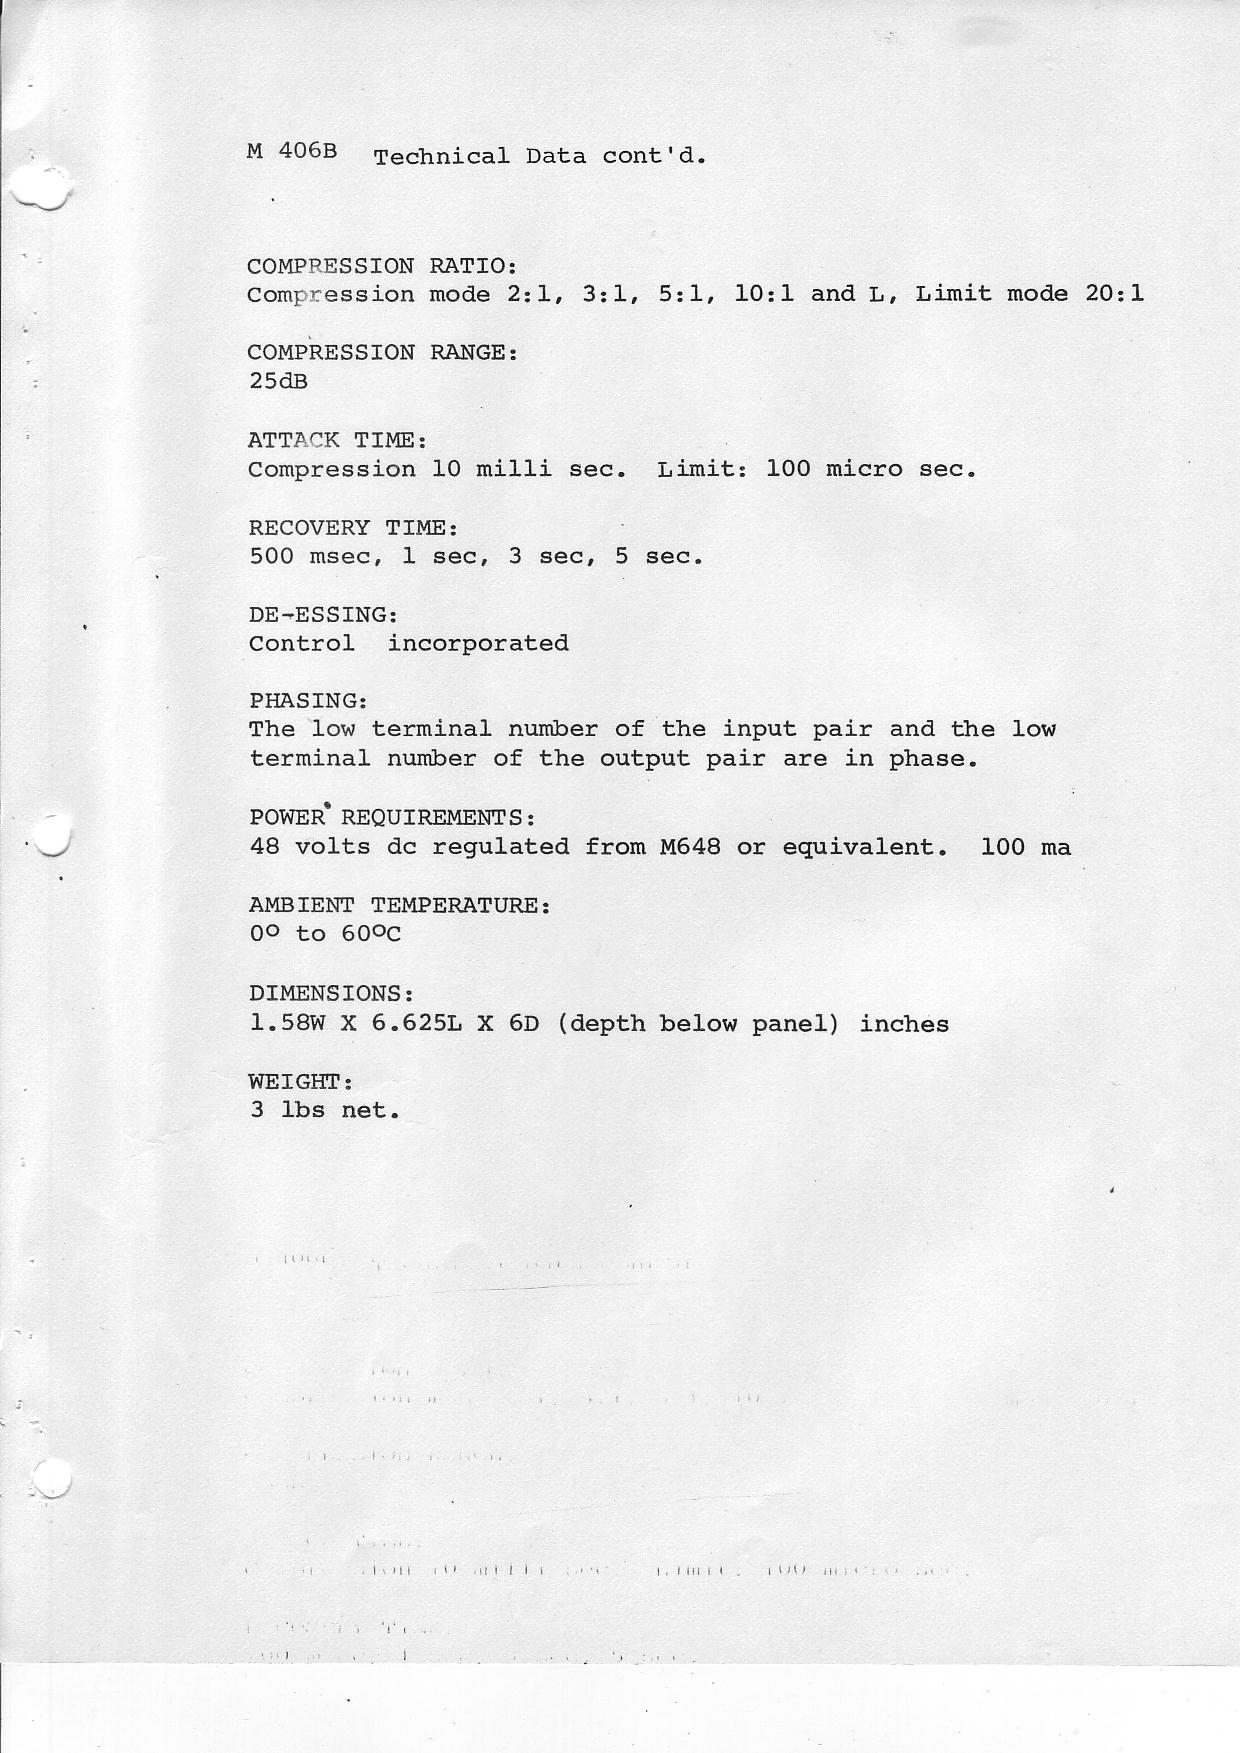 M 406B Technical Data cont'd.
COMPRESSION RATIO:
Compression mode 2:1, 3:1, 5:1, 10:1 and L, Limit mode 20:1
COMPRESSION RANGE:
25dB
ATTACK TIME:
Compression 10 milli sec. Limit: 100 micro sec.
RECOVERY TIME:
500 msec, 1 sec, 3 sec, 5 sec.
DE-ESSING:
Control incorporated
PHASING:
The low terminal number of the input pair and the low
terminal number of the output pair are in phase.
POWER REQUIREMENTS:
48 volts dc regulated from M648 or equivalent. 100 ma
AMBIENT TEMPERATURE:
0º to 60ºC
DIMENSIONS:
1.58W X 6.625L X 6D (depth below panel) inches
WEIGHT:
3 lbs net.